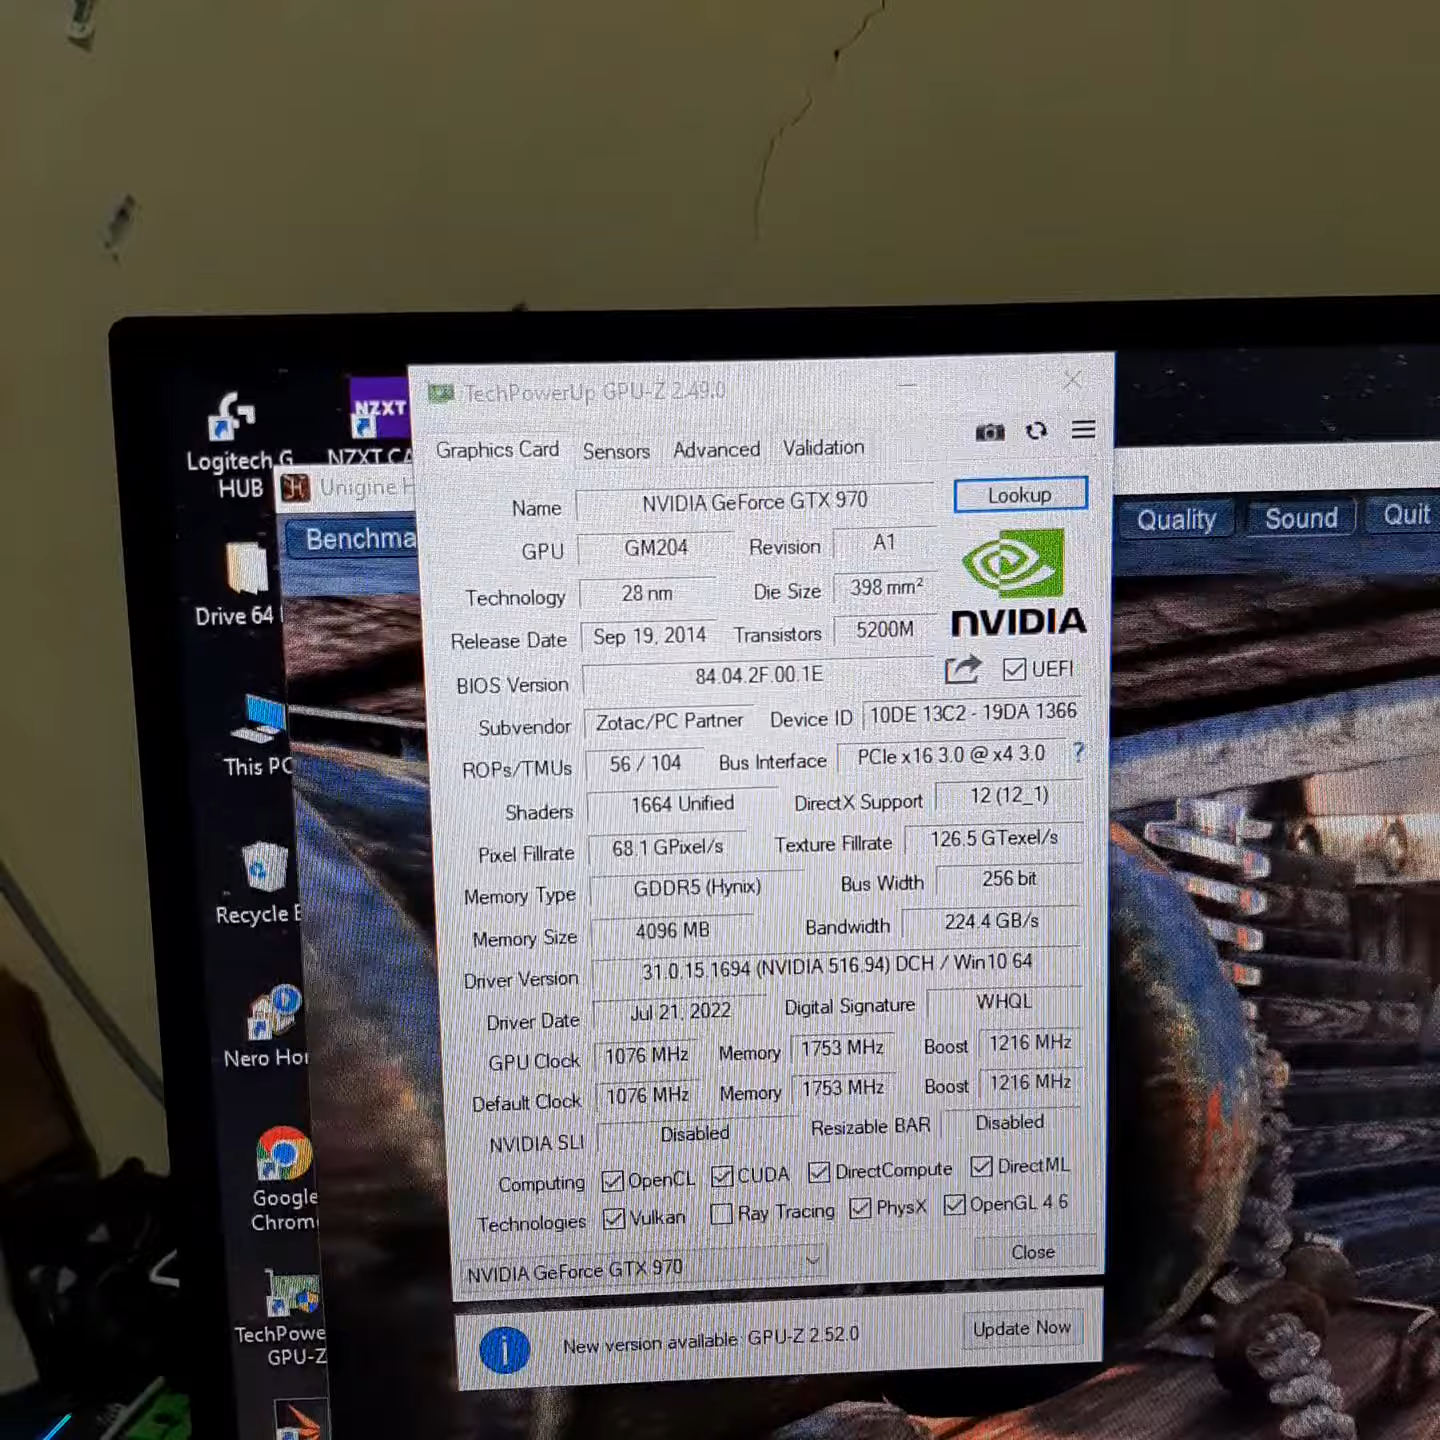 Logitech G
HUB
NZXT
NZXT CA
Drive 64
This PC
Recycle B
Nero Ho
Google
Chrom
TechPowe
GPU-Z
Unigine H
Benchma
Quality
Sound
Quit
TechPowerUp GPU-Z 2.49.0
Graphics Card Sensors Advanced Validation
Name NVIDIA GeForce GTX 970 Lookup
GPU GM204 Revision A1
Technology 28 nm Die Size 398 mm²
NVIDIA
Release Date Sep 19, 2014 Transistors 5200M
BIOS Version 84.04.2F.00.1E UEFI
Subvendor Zotac/PC Partner Device ID 10DE 13C2 - 19DA 1366
ROPs/TMUs 56 / 104 Bus Interface PCIe x16 3.0 @ x4 3.0 ?
Shaders 1664 Unified DirectX Support 12 (12_1)
Pixel Fillrate 68.1 GPixel/s Texture Fillrate 126.5 GTexel/s
Memory Type GDDR5 (Hynix) Bus Width 256 bit
Memory Size 4096 MB Bandwidth 224.4 GB/s
Driver Version 31.0.15.1694 (NVIDIA 516.94) DCH / Win10 64
Driver Date Jul 21, 2022 Digital Signature WHQL
GPU Clock 1076 MHz Memory 1753 MHz Boost 1216 MHz
Default Clock 1076 MHz Memory 1753 MHz Boost 1216 MHz
NVIDIA SLI Disabled Resizable BAR Disabled
Computing OpenCL CUDA DirectCompute DirectML
Technologies Vulkan Ray Tracing PhysX OpenGL 4.6
NVIDIA GeForce GTX 970 Close
New version available: GPU-Z 2.52.0 Update Now